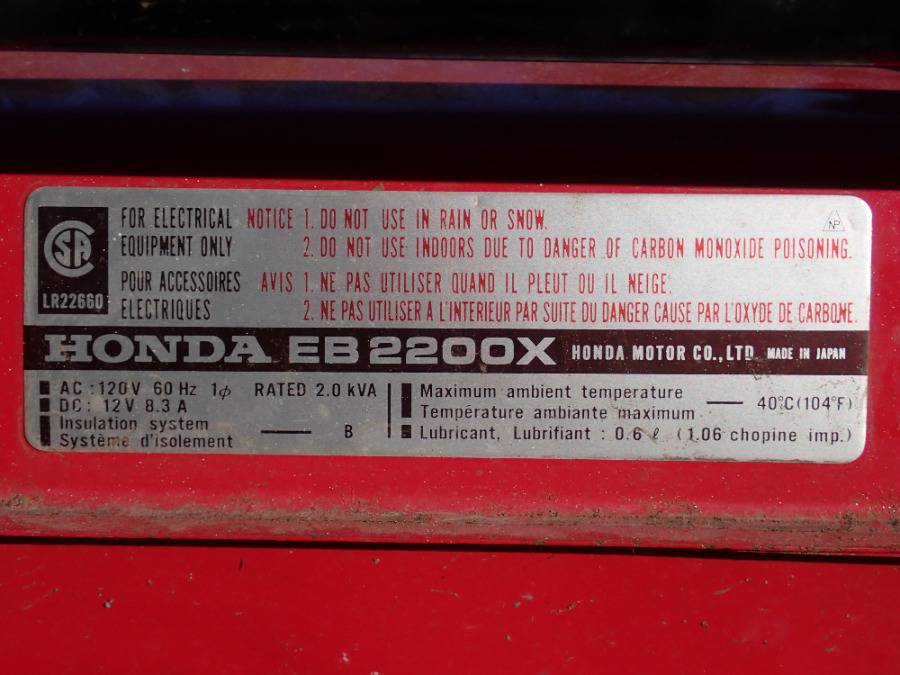 SA
LR22660
FOR ELECTRICAL EQUIPMENT ONLY
NOTICE 1. DO NOT USE IN RAIN OR SNOW.
2. DO NOT USE INDOORS DUE TO DANGER OF CARBON MONOXIDE POISONING.
NP
POUR ACCESSOIRES ELECTRIQUES
AVIS 1. NE PAS UTILISER QUAND IL PLEUT OU IL NEIGE.
2. NE PAS UTILISER A L'INTERIEUR PAR SUITE DU DANGER CAUSE PAR L'OXYDE DE CARBONE.
HONDA EB 2200X HONDA MOTOR CO., LTD. MADE IN JAPAN
AC : 120V 60 Hz 1φ RATED 2.0 kVA
DC : 12V 8.3 A
Insulation system
Système d'isolement — B
Maximum ambient temperature
Température ambiante maximum — 40°C (104°F)
Lubricant, Lubrifiant : 0.6 ℓ (1.06 chopine imp.)